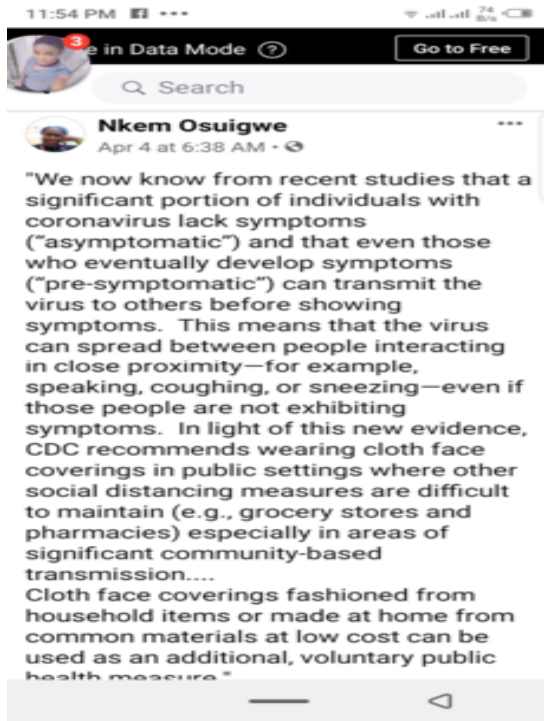 11:54 PM
74
B/s
3
e in Data Mode ?
Go to Free
Search
Nkem Osuigwe
Apr 4 at 6:38 AM
"We now know from recent studies that a
significant portion of individuals with
coronavirus lack symptoms
("asymptomatic") and that even those
who eventually develop symptoms
("pre-symptomatic") can transmit the
virus to others before showing
symptoms.  This means that the virus
can spread between people interacting
in close proximity—for example,
speaking, coughing, or sneezing—even if
those people are not exhibiting
symptoms.  In light of this new evidence,
CDC recommends wearing cloth face
coverings in public settings where other
social distancing measures are difficult
to maintain (e.g., grocery stores and
pharmacies) especially in areas of
significant community-based
transmission....
Cloth face coverings fashioned from
household items or made at home from
common materials at low cost can be
used as an additional, voluntary public
health measure."